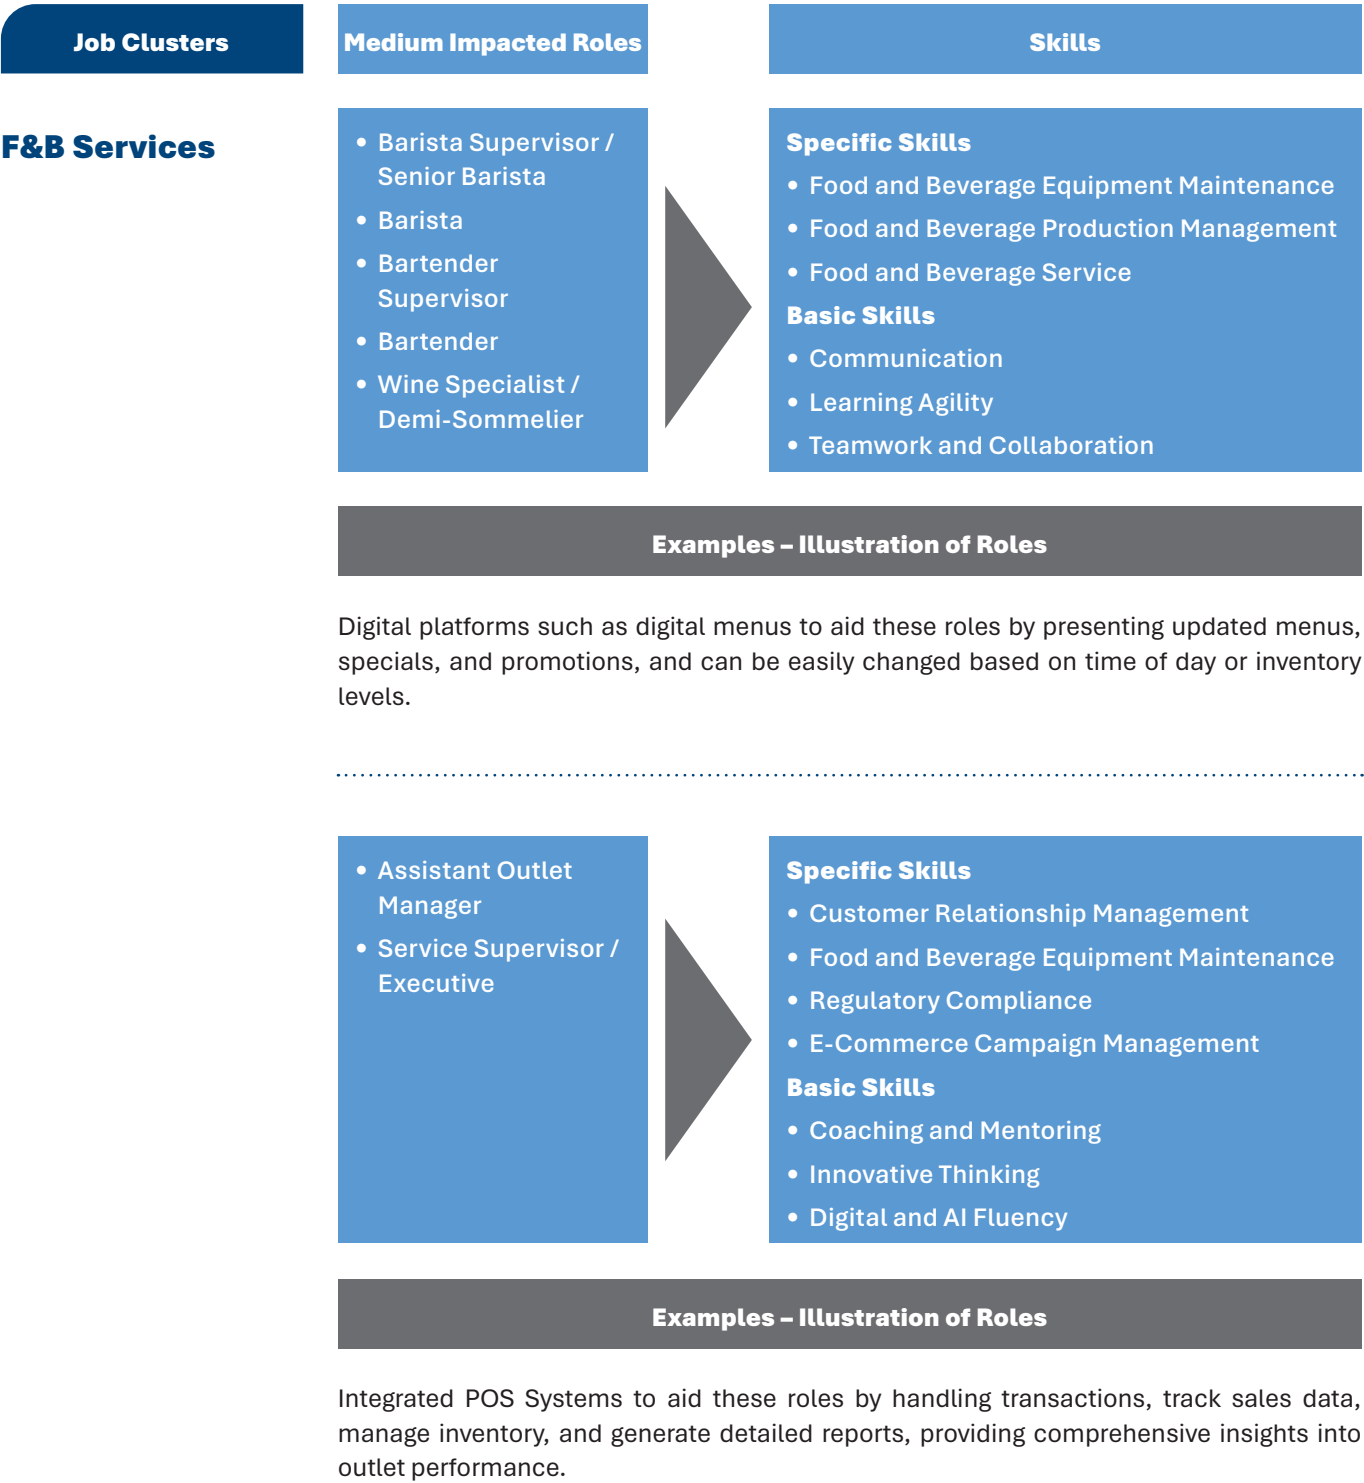 Job Clusters
Medium Impacted Roles
Skills
F&B Services
• Barista Supervisor /
Senior Barista
• Barista
• Bartender
Supervisor
• Bartender
• Wine Specialist /
Demi-Sommelier
Specific Skills
• Food and Beverage Equipment Maintenance
• Food and Beverage Production Management
• Food and Beverage Service
Basic Skills
• Communication
• Learning Agility
• Teamwork and Collaboration
Examples – Illustration of Roles
Digital platforms such as digital menus to aid these roles by presenting updated menus,
specials, and promotions, and can be easily changed based on time of day or inventory
levels.
• Assistant Outlet
Manager
• Service Supervisor /
Executive
Specific Skills
• Customer Relationship Management
• Food and Beverage Equipment Maintenance
• Regulatory Compliance
• E-Commerce Campaign Management
Basic Skills
• Coaching and Mentoring
• Innovative Thinking
• Digital and AI Fluency
Examples – Illustration of Roles
Integrated POS Systems to aid these roles by handling transactions, track sales data,
manage inventory, and generate detailed reports, providing comprehensive insights into
outlet performance.